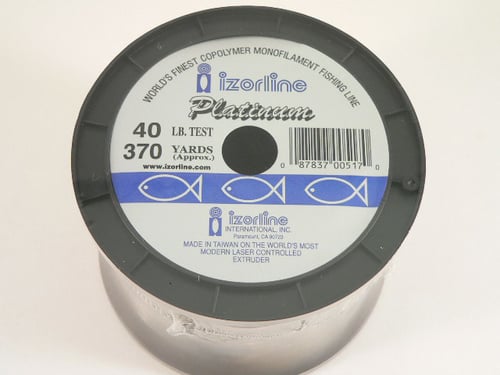 WORLD'S FINEST COPOLYMER MONOFILAMENT FISHING LINE
izorline
Platinum
40 LB. TEST
370 YARDS
(Approx.)
www.izorline.com
0 87837 00517 0
izorline
INTERNATIONAL, INC.
Paramount, CA 90723
MADE IN TAIWAN ON THE WORLD'S MOST
MODERN LASER CONTROLLED
EXTRUDER